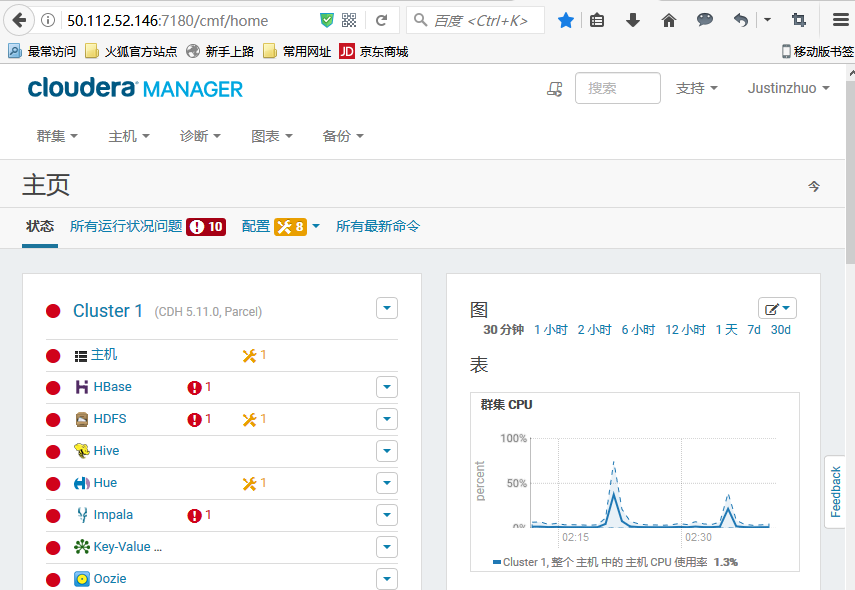 50.112.52.146:7180/cmf/home
百度 <Ctrl+K>
最常访问 火狐官方站点 新手上路 常用网址 JD 京东商城 移动版书签
cloudera MANAGER
搜索 支持 Justinzhuo
群集 主机 诊断 图表 备份
主页
状态 所有运行状况问题 10 配置 8 所有最新命令
Cluster 1 (CDH 5.11.0, Parcel)
主机 1
HBase 1
HDFS 1 1
Hive
Hue 1
Impala 1
Key-Value ...
Oozie
图
30 分钟 1 小时 2 小时 6 小时 12 小时 1 天 7d 30d
表
群集 CPU
100%
50%
0%
percent
02:15 02:30
Cluster 1, 整个 主机 中的 主机 CPU 使用率 1.3%
Feedback